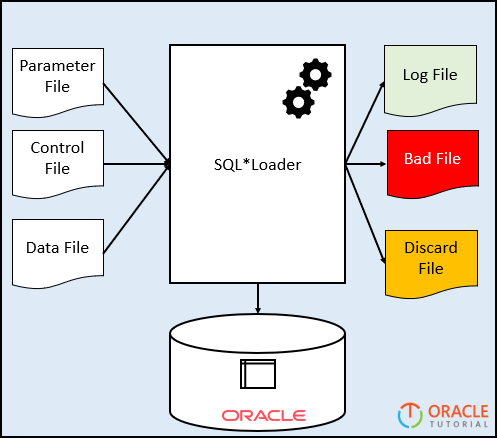 Parameter
File
Control
File
Data File
SQL*Loader
Log File
Bad File
Discard
File
ORACLE
ORACLE
TUTORIAL